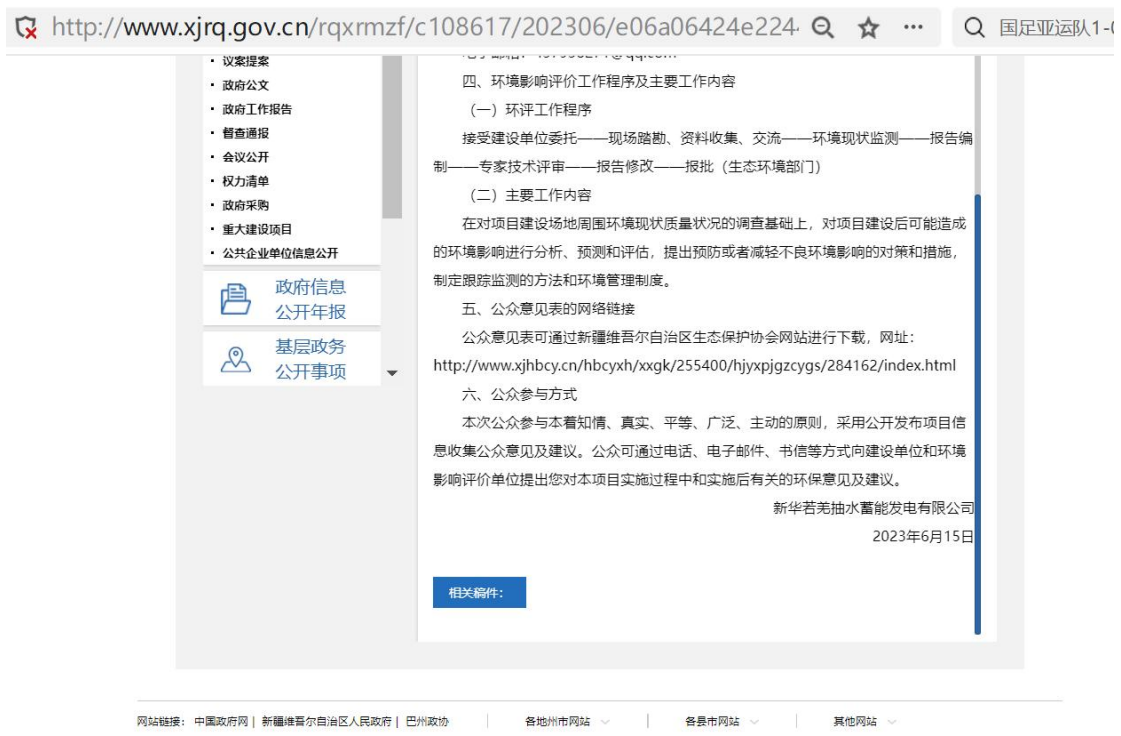 http://www.xjrq.gov.cn/rqxrmzf/c108617/202306/e06a06424e224
国足亚运队1-0
· 议案提案
· 政府公文
· 政府工作报告
· 督查通报
· 会议公开
· 权力清单
· 政府采购
· 重大建设项目
· 公共企业单位信息公开
政府信息
公开年报
基层政务
公开事项
四、环境影响评价工作程序及主要工作内容
（一）环评工作程序
接受建设单位委托——现场踏勘、资料收集、交流——环境现状监测——报告编
制——专家技术评审——报告修改——报批（生态环境部门）
（二）主要工作内容
在对项目建设场地周围环境现状质量状况的调查基础上，对项目建设后可能造成
的环境影响进行分析、预测和评估，提出预防或者减轻不良环境影响的对策和措施，
制定跟踪监测的方法和环境管理制度。
五、公众意见表的网络链接
公众意见表可通过新疆维吾尔自治区生态保护协会网站进行下载，网址：
http://www.xjhbcy.cn/hbcyxh/xxgk/255400/hjyxpjgzcygs/284162/index.html
六、公众参与方式
本次公众参与本着知情、真实、平等、广泛、主动的原则，采用公开发布项目信
息收集公众意见及建议。公众可通过电话、电子邮件、书信等方式向建设单位和环境
影响评价单位提出您对本项目实施过程中和实施后有关的环保意见及建议。
新华若羌抽水蓄能发电有限公司
2023年6月15日
相关稿件：
网站链接： 中国政府网 | 新疆维吾尔自治区人民政府 | 巴州政协 | 各地州市网站 | 各县市网站 | 其他网站